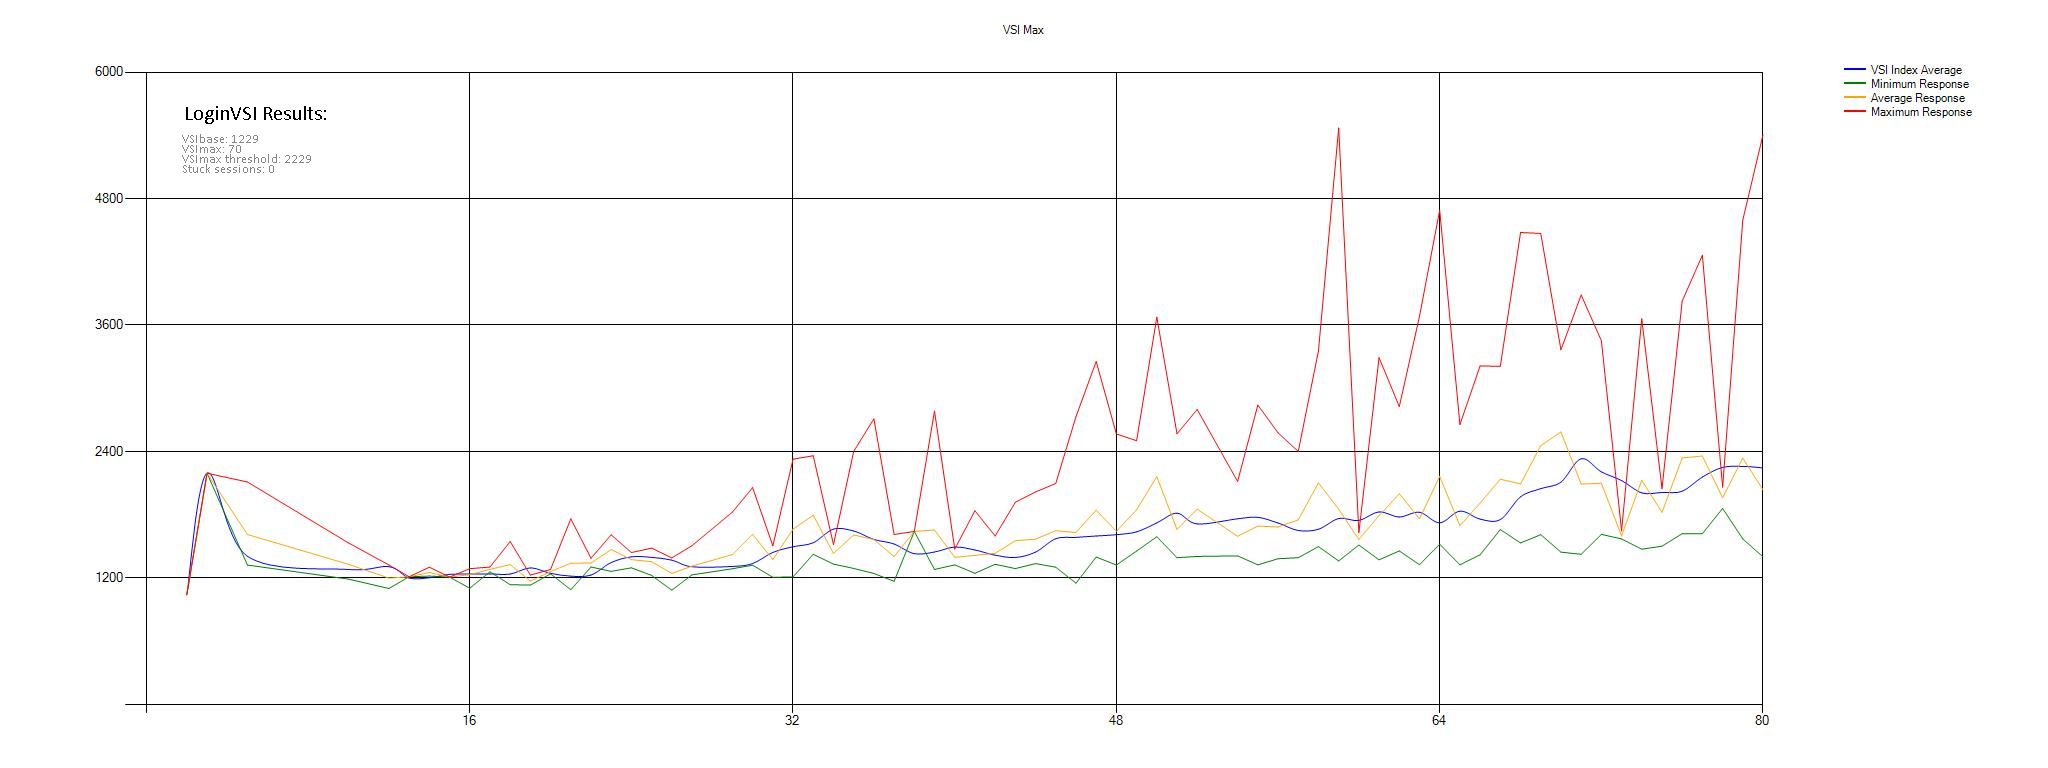 VSI Max
6000
4800
3600
2400
1200
LoginVSI Results:
VSIbase: 1229
VSImax: 70
VSImax threshold: 2229
Stuck sessions: 0
16
32
48
64
80
VSI Index Average
Minimum Response
Average Response
Maximum Response